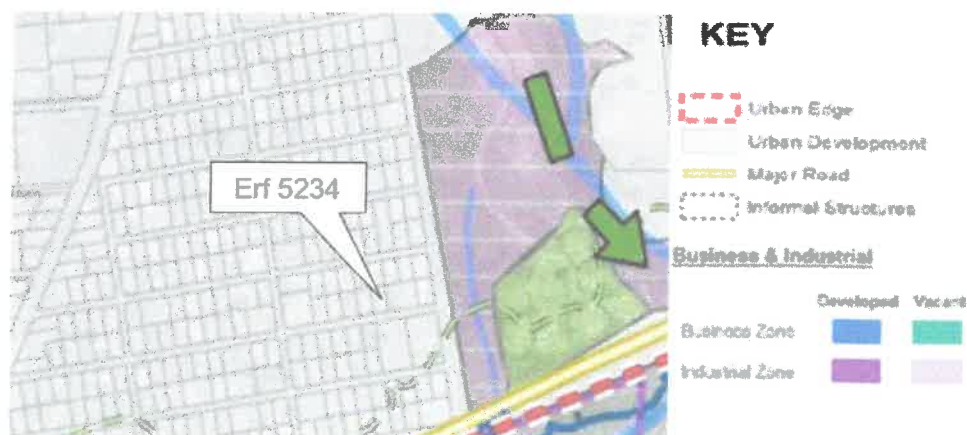 KEY
Erf 5234
Urban Edge
Urban Development
Major Road
Informal Structures
Business & Industrial
Developed Vacant
Business Zone
Industrial Zone